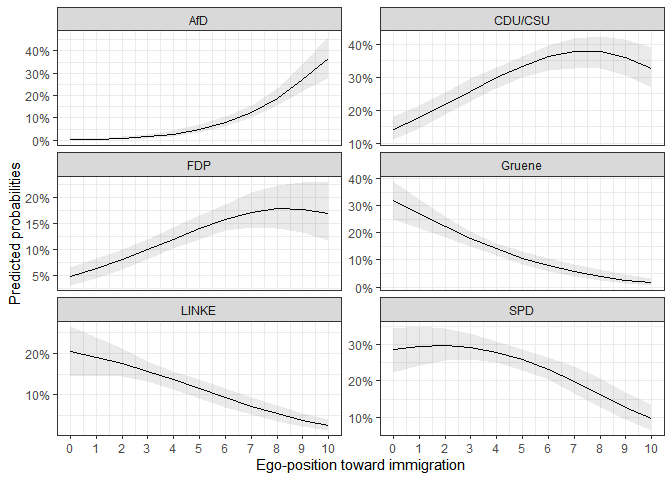 AfD
CDU/CSU
40%
30%
20%
10%
0%
40%
30%
20%
10%
FDP
Gruene
20%
15%
10%
5%
40%
30%
20%
10%
0%
LINKE
SPD
20%
10%
30%
20%
10%
0 1 2 3 4 5 6 7 8 9 10
0 1 2 3 4 5 6 7 8 9 10
Ego-position toward immigration
Predicted probabilities